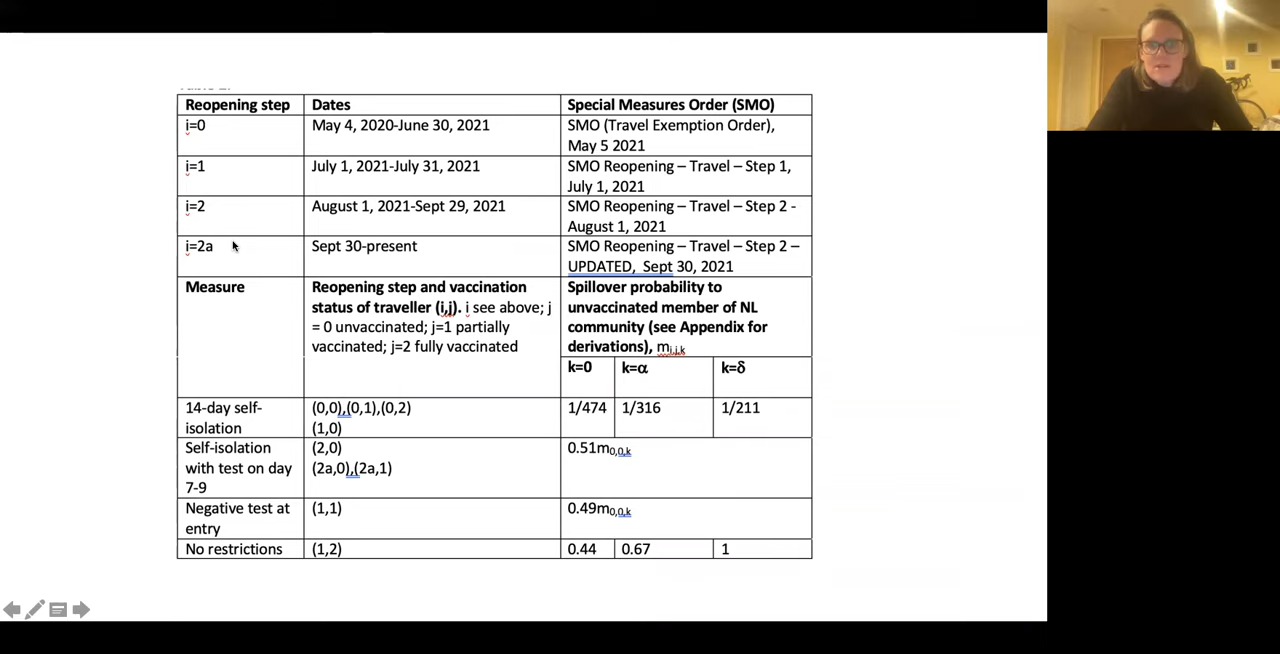 Reopening step Dates Special Measures Order (SMO)
i=0 May 4, 2020-June 30, 2021 SMO (Travel Exemption Order),
May 5 2021
i=1 July 1, 2021-July 31, 2021 SMO Reopening – Travel – Step 1,
July 1, 2021
i=2 August 1, 2021-Sept 29, 2021 SMO Reopening – Travel – Step 2 -
August 1, 2021
i=2a Sept 30-present SMO Reopening – Travel – Step 2 –
UPDATED, Sept 30, 2021
Measure Reopening step and vaccination Spillover probability to
status of traveller (i,j). i see above; j unvaccinated member of NL
= 0 unvaccinated; j=1 partially community (see Appendix for
vaccinated; j=2 fully vaccinated derivations), mi,j,k
k=0 k=α k=δ
14-day self- (0,0),(0,1),(0,2) 1/474 1/316 1/211
isolation (1,0)
Self-isolation (2,0) 0.51m0,0,k
with test on day (2a,0),(2a,1)
7-9
Negative test at (1,1) 0.49m0,0,k
entry
No restrictions (1,2) 0.44 0.67 1